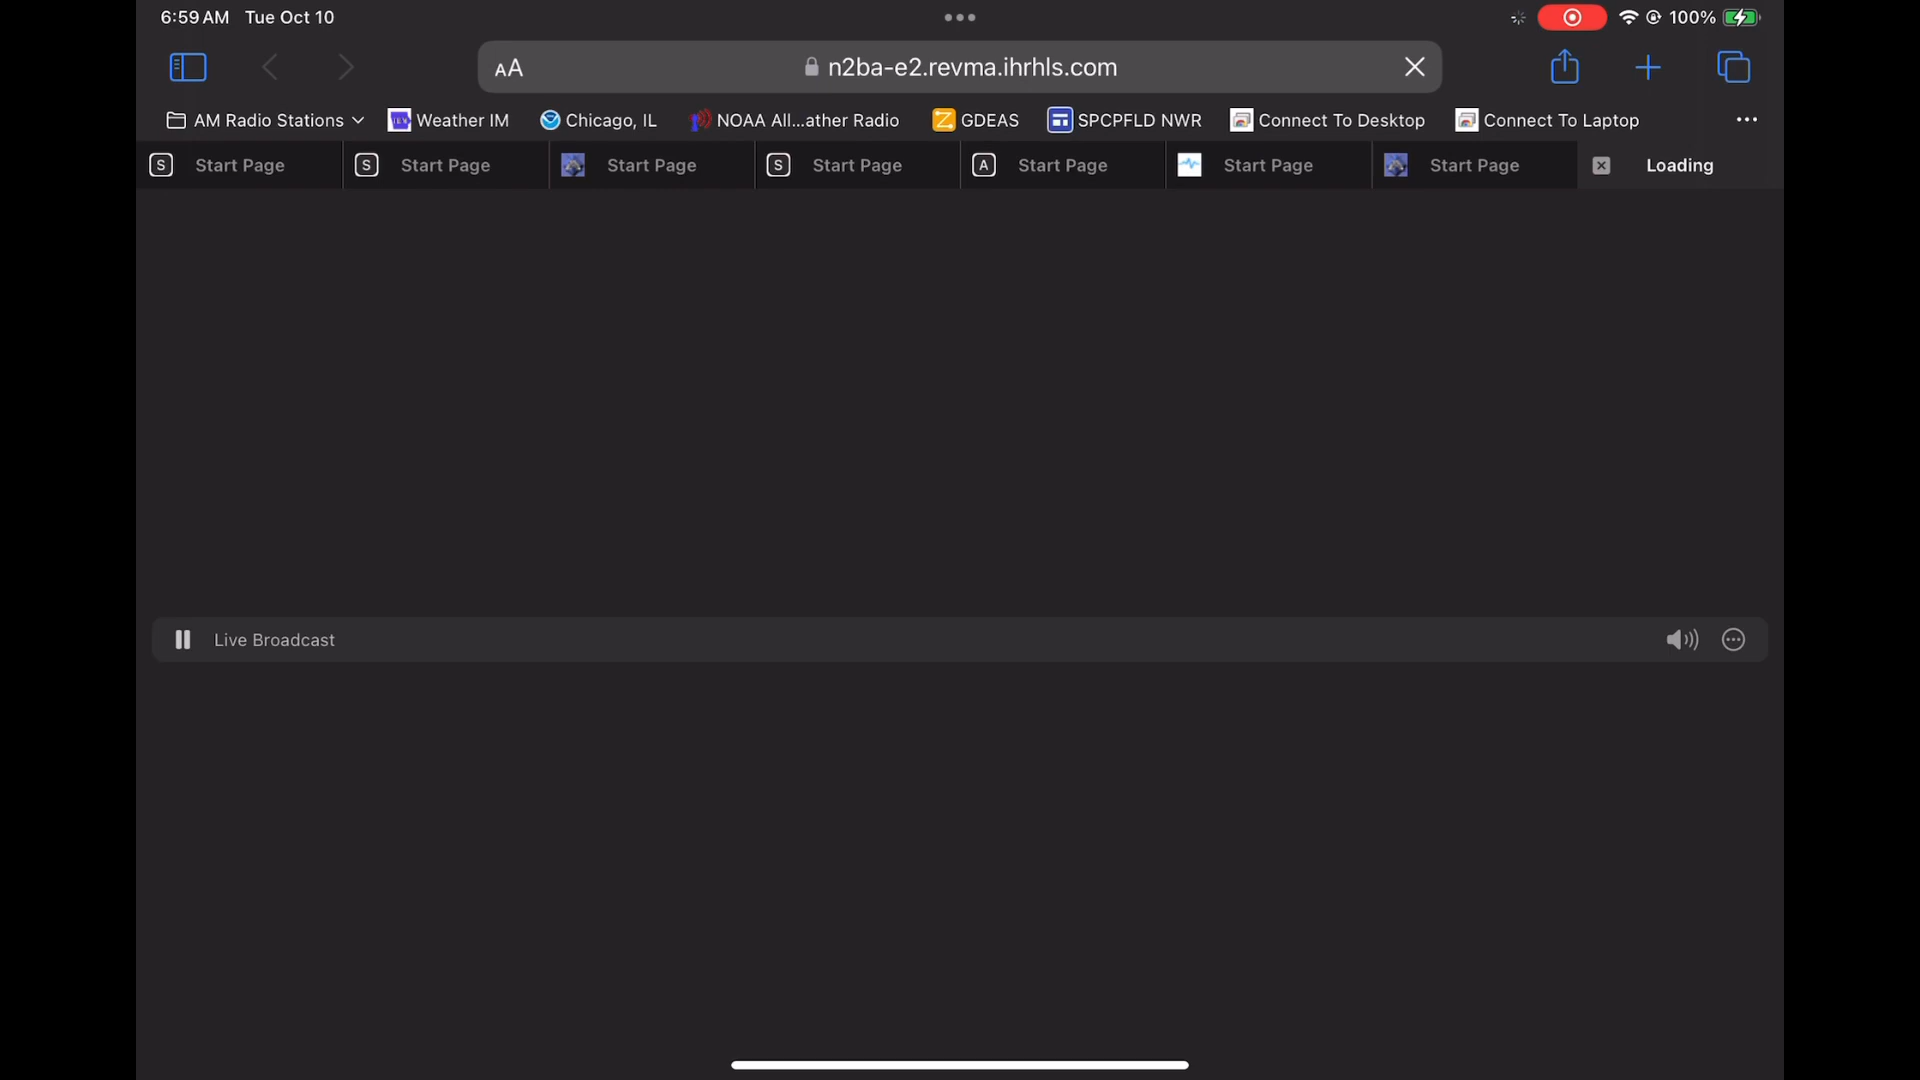 6:59 AM Tue Oct 10
100%
AA n2ba-e2.revma.ihrhls.com
AM Radio Stations Weather IM Chicago, IL NOAA All...ather Radio GDEAS SPCPFLD NWR Connect To Desktop Connect To Laptop
S Start Page S Start Page Start Page S Start Page A Start Page Start Page Start Page Loading
Live Broadcast